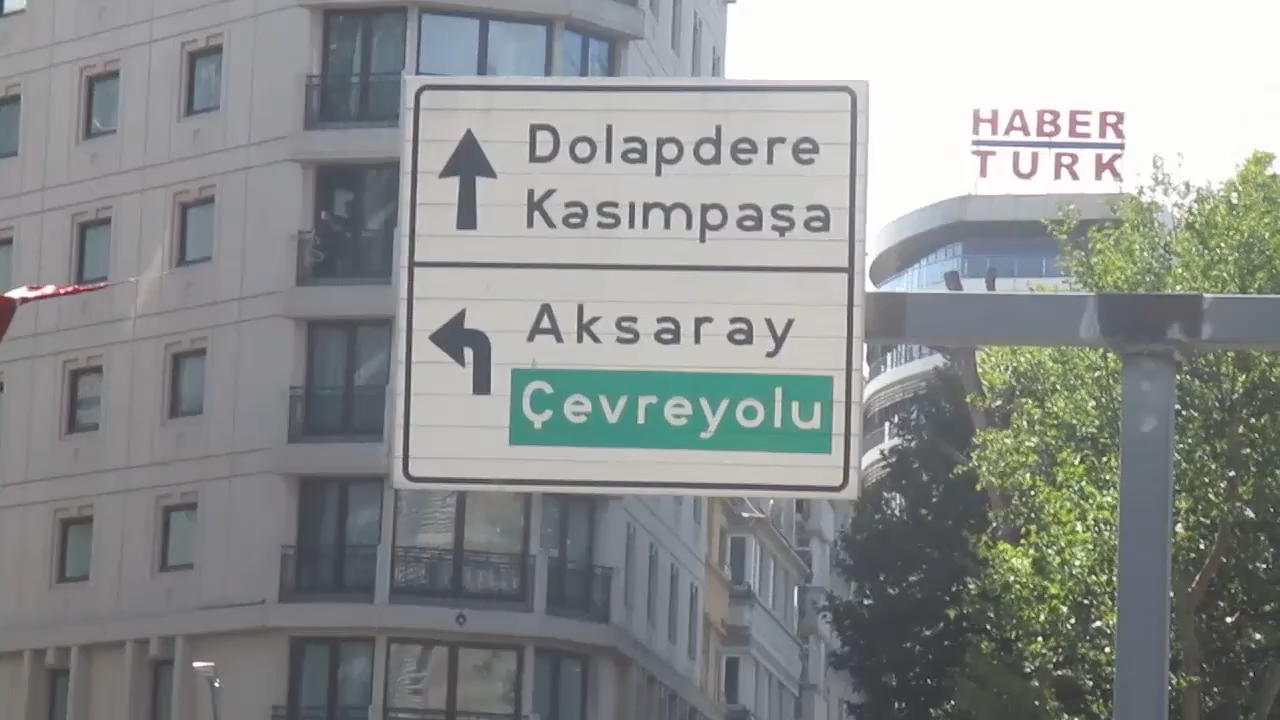 Dolapdere
Kasımpaşa
Aksaray
Çevreyolu
HABER
TURK